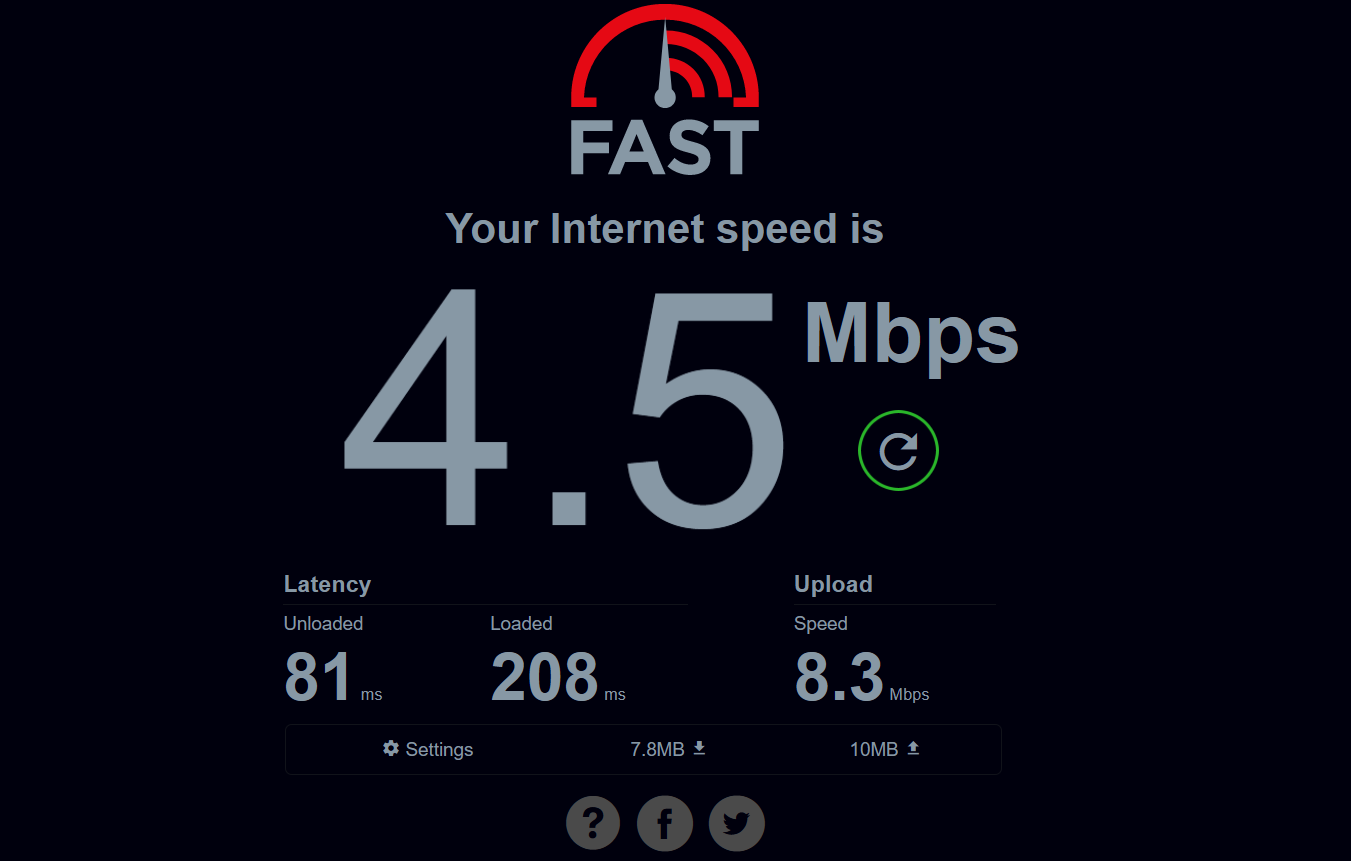 FAST
Your Internet speed is
4.5 Mbps
Latency
Upload
Unloaded
Loaded
Speed
81 ms
208 ms
8.3 Mbps
Settings
7.8MB
10MB
?
f